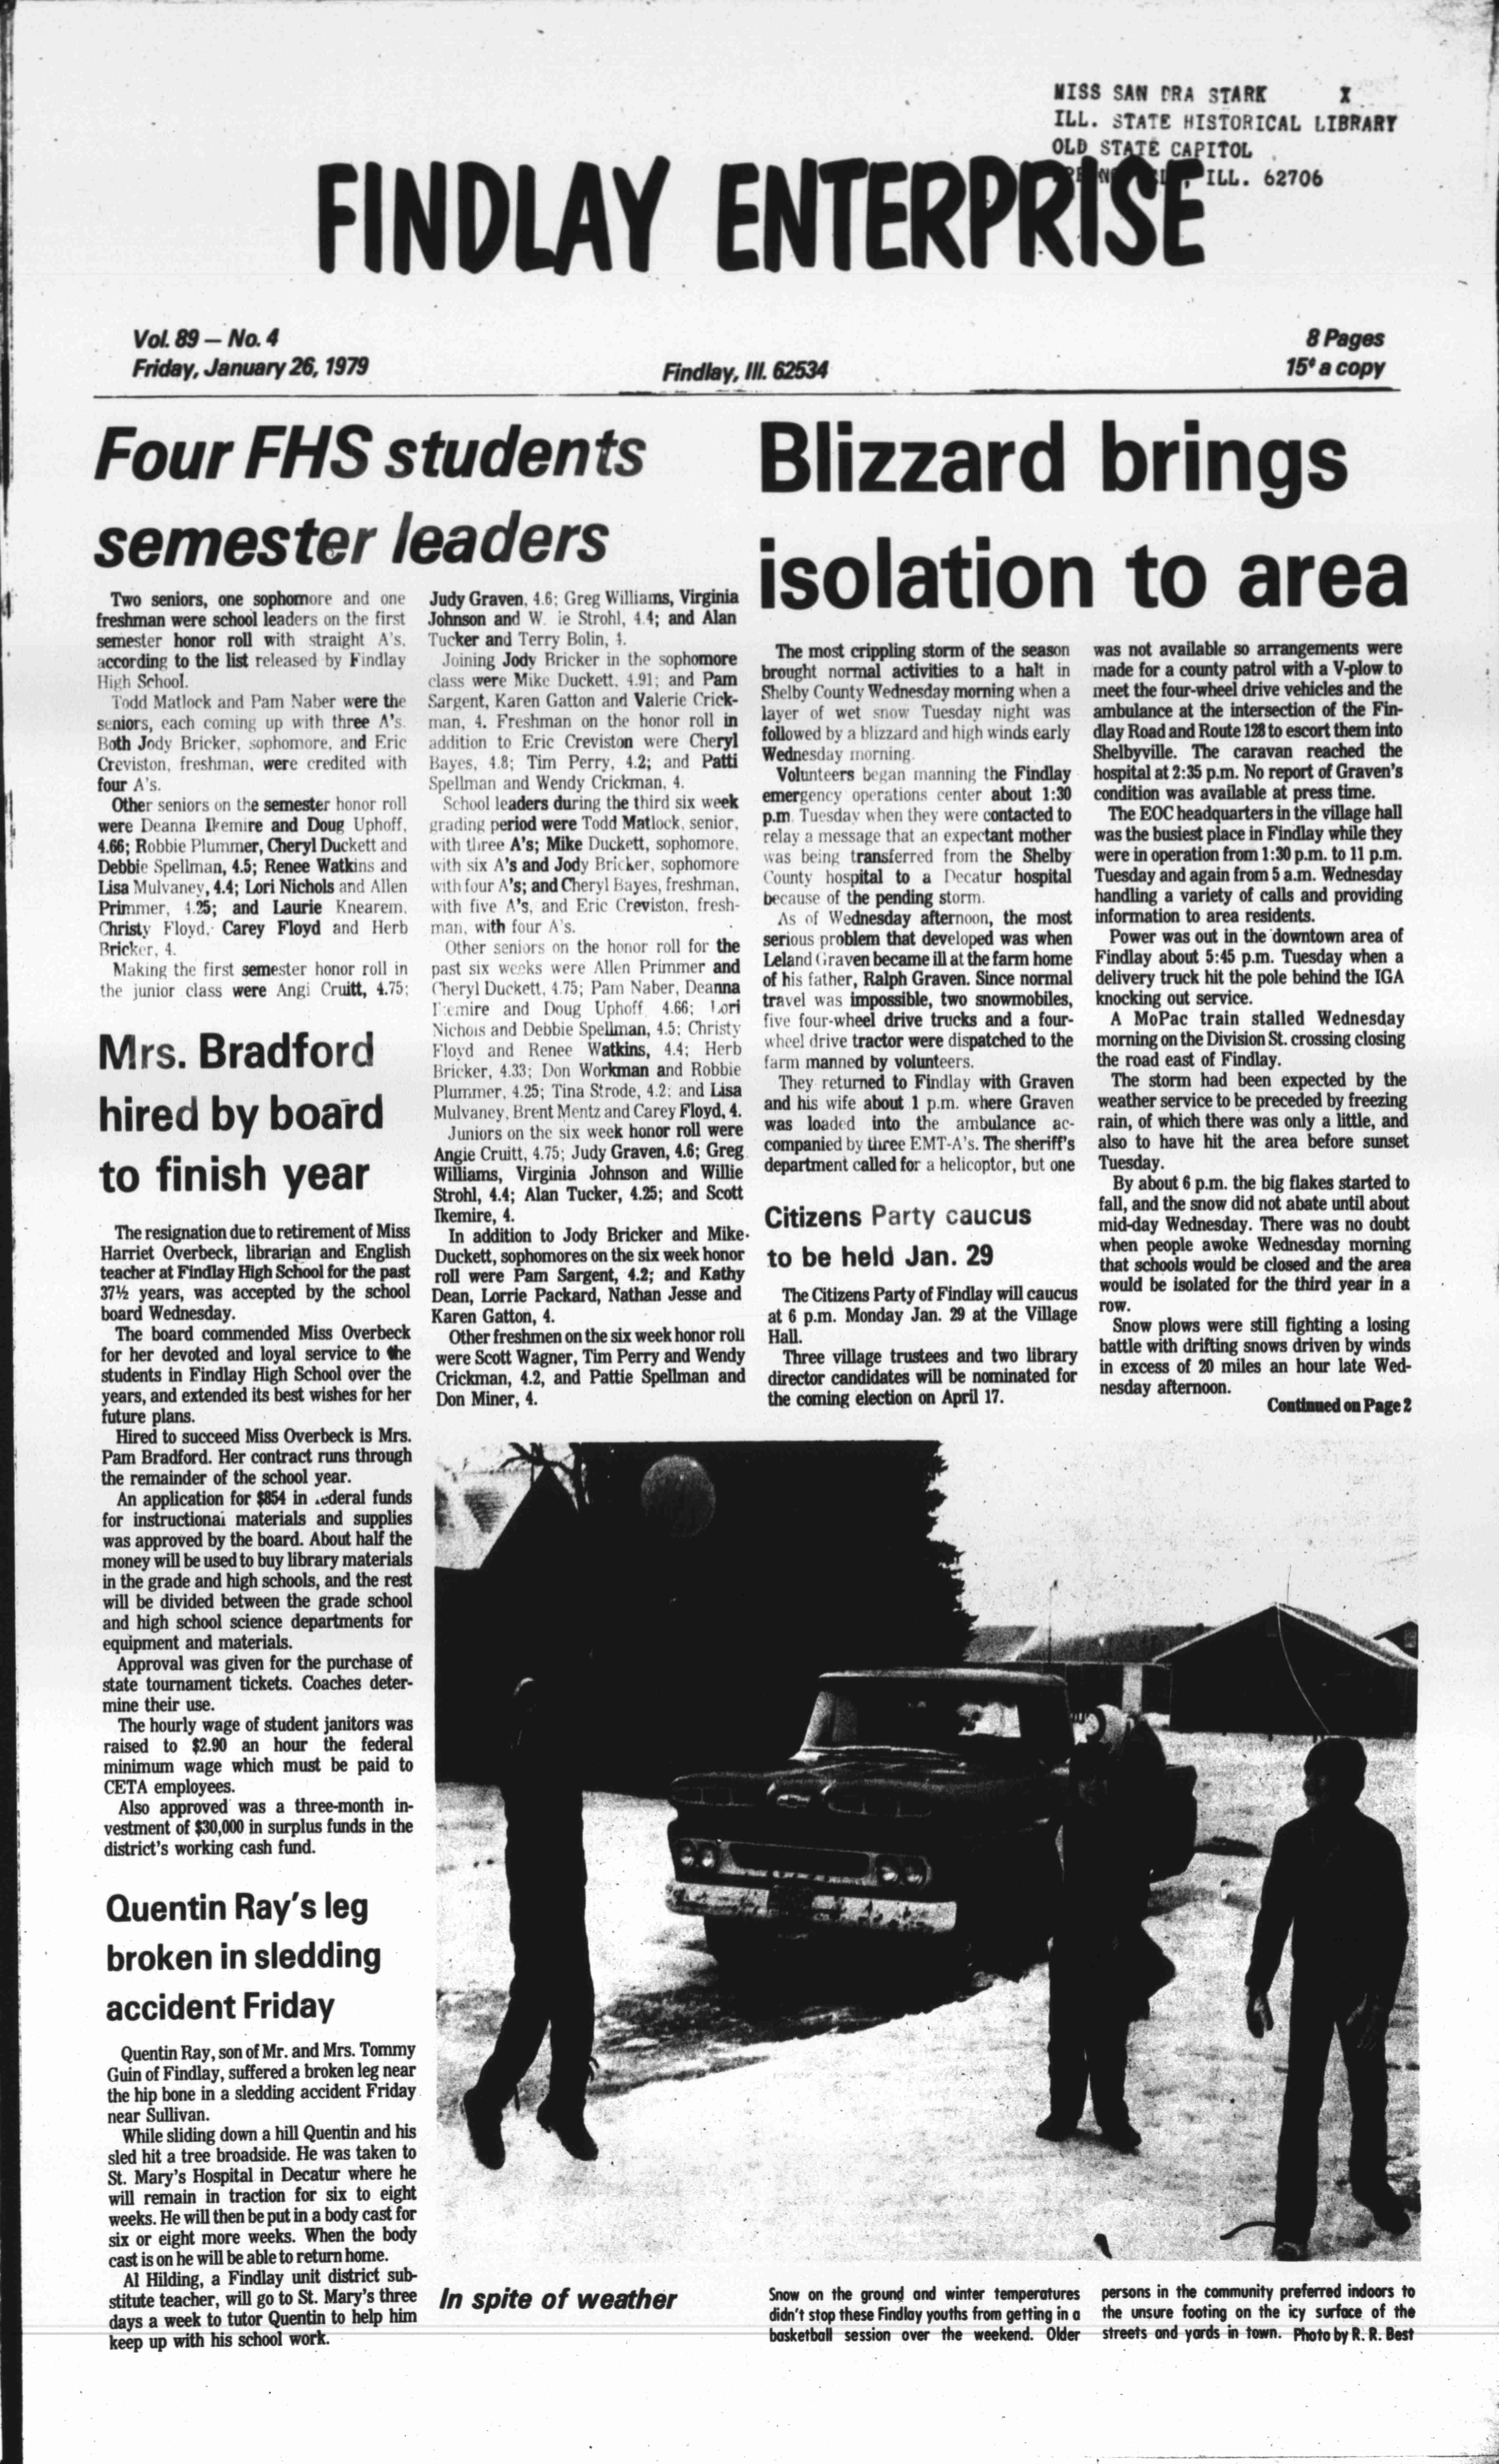 MISS SAN DRA STARK X
ILL. STATE HISTORICAL LIBRARY
OLD STATE CAPITOL
ILL. 62706
FINDLAY ENTERPRISE
Vol. 89 — No. 4
Friday, January 26, 1979
Findlay, Ill. 62534
8 Pages
15¢ a copy
Four FHS students
semester leaders
Two seniors, one sophomore and one
freshman were school leaders on the first
semester honor roll with straight A's,
according to the list released by Findlay
High School.
Todd Matlock and Pam Naber were the
seniors, each coming up with three A's.
Both Jody Bricker, sophomore, and Eric
Creviston, freshman, were credited with
four A's.
Other seniors on the semester honor roll
were Deanna Ikemire and Doug Uphoff,
4.66; Robbie Plummer, Cheryl Duckett and
Debbie Spellman, 4.5; Renee Watkins and
Lisa Mulvaney, 4.4; Lori Nichols and Allen
Primmer, 4.25; and Laurie Knearem,
Christy Floyd, Carey Floyd and Herb
Bricker, 4.
Making the first semester honor roll in
the junior class were Angi Cruitt, 4.75;
Judy Graven, 4.6; Greg Williams, Virginia
Johnson and W ie Strohl, 4.4; and Alan
Tucker and Terry Bolin, 4.
Joining Jody Bricker in the sophomore
class were Mike Duckett, 4.91; and Pam
Sargent, Karen Gatton and Valerie Crick-
man, 4. Freshman on the honor roll in
addition to Eric Creviston were Cheryl
Bayes, 4.8; Tim Perry, 4.2; and Patti
Spellman and Wendy Crickman, 4.
School leaders during the third six week
grading period were Todd Matlock, senior,
with three A's; Mike Duckett, sophomore,
with six A's and Jody Bricker, sophomore
with four A's; and Cheryl Bayes, freshman,
with five A's, and Eric Creviston, fresh-
man, with four A's.
Other seniors on the honor roll for the
past six weeks were Allen Primmer and
Cheryl Duckett, 4.75; Pam Naber, Deanna
Ikemire and Doug Uphoff 4.66; Lori
Nichols and Debbie Spellman, 4.5; Christy
Floyd and Renee Watkins, 4.4; Herb
Bricker, 4.33; Don Workman and Robbie
Plummer, 4.25; Tina Strode, 4.2; and Lisa
Mulvaney, Brent Mentz and Carey Floyd, 4.
Juniors on the six week honor roll were
Angie Cruitt, 4.75; Judy Graven, 4.6; Greg
Williams, Virginia Johnson and Willie
Strohl, 4.4; Alan Tucker, 4.25; and Scott
Ikemire, 4.
In addition to Jody Bricker and Mike
Duckett, sophomores on the six week honor
roll were Pam Sargent, 4.2; and Kathy
Dean, Lorrie Packard, Nathan Jesse and
Karen Gatton, 4.
Other freshmen on the six week honor roll
were Scott Wagner, Tim Perry and Wendy
Crickman, 4.2, and Pattie Spellman and
Don Miner, 4.
Mrs. Bradford
hired by board
to finish year
The resignation due to retirement of Miss
Harriet Overbeck, librarian and English
teacher at Findlay High School for the past
37½ years, was accepted by the school
board Wednesday.
The board commended Miss Overbeck
for her devoted and loyal service to the
students in Findlay High School over the
years, and extended its best wishes for her
future plans.
Hired to succeed Miss Overbeck is Mrs.
Pam Bradford. Her contract runs through
the remainder of the school year.
An application for $854 in federal funds
for instructional materials and supplies
was approved by the board. About half the
money will be used to buy library materials
in the grade and high schools, and the rest
will be divided between the grade school
and high school science departments for
equipment and materials.
Approval was given for the purchase of
state tournament tickets. Coaches deter-
mine their use.
The hourly wage of student janitors was
raised to $2.90 an hour the federal
minimum wage which must be paid to
CETA employees.
Also approved was a three-month in-
vestment of $30,000 in surplus funds in the
district's working cash fund.
Quentin Ray's leg
broken in sledding
accident Friday
Quentin Ray, son of Mr. and Mrs. Tommy
Guin of Findlay, suffered a broken leg near
the hip bone in a sledding accident Friday
near Sullivan.
While sliding down a hill Quentin and his
sled hit a tree broadside. He was taken to
St. Mary's Hospital in Decatur where he
will remain in traction for six to eight
weeks. He will then be put in a body cast for
six or eight more weeks. When the body
cast is on he will be able to return home.
Al Hilding, a Findlay unit district sub-
stitute teacher, will go to St. Mary's three
days a week to tutor Quentin to help him
keep up with his school work.
Blizzard brings
isolation to area
The most crippling storm of the season
brought normal activities to a halt in
Shelby County Wednesday morning when a
layer of wet snow Tuesday night was
followed by a blizzard and high winds early
Wednesday morning.
Volunteers began manning the Findlay
emergency operations center about 1:30
p.m. Tuesday when they were contacted to
relay a message that an expectant mother
was being transferred from the Shelby
County hospital to a Decatur hospital
because of the pending storm.
As of Wednesday afternoon, the most
serious problem that developed was when
Leland Graven became ill at the farm home
of his father, Ralph Graven. Since normal
travel was impossible, two snowmobiles,
five four-wheel drive trucks and a four-
wheel drive tractor were dispatched to the
farm manned by volunteers.
They returned to Findlay with Graven
and his wife about 1 p.m. where Graven
was loaded into the ambulance ac-
companied by three EMT-A's. The sheriff's
department called for a helicoptor, but one
was not available so arrangements were
made for a county patrol with a V-plow to
meet the four-wheel drive vehicles and the
ambulance at the intersection of the Fin-
dlay Road and Route 128 to escort them into
Shelbyville. The caravan reached the
hospital at 2:35 p.m. No report of Graven's
condition was available at press time.
The EOC headquarters in the village hall
was the busiest place in Findlay while they
were in operation from 1:30 p.m. to 11 p.m.
Tuesday and again from 5 a.m. Wednesday
handling a variety of calls and providing
information to area residents.
Power was out in the downtown area of
Findlay about 5:45 p.m. Tuesday when a
delivery truck hit the pole behind the IGA
knocking out service.
A MoPac train stalled Wednesday
morning on the Division St. crossing closing
the road east of Findlay.
The storm had been expected by the
weather service to be preceded by freezing
rain, of which there was only a little, and
also to have hit the area before sunset
Tuesday.
By about 6 p.m. the big flakes started to
fall, and the snow did not abate until about
mid-day Wednesday. There was no doubt
when people awoke Wednesday morning
that schools would be closed and the area
would be isolated for the third year in a
row.
Snow plows were still fighting a losing
battle with drifting snows driven by winds
in excess of 20 miles an hour late Wed-
nesday afternoon.
Continued on Page 2
Citizens Party caucus
to be held Jan. 29
The Citizens Party of Findlay will caucus
at 6 p.m. Monday Jan. 29 at the Village
Hall.
Three village trustees and two library
director candidates will be nominated for
the coming election on April 17.
In spite of weather
Snow on the ground and winter temperatures
didn't stop these Findlay youths from getting in a
basketball session over the weekend. Older
persons in the community preferred indoors to
the unsure footing on the icy surface of the
streets and yards in town. Photo by R. R. Best